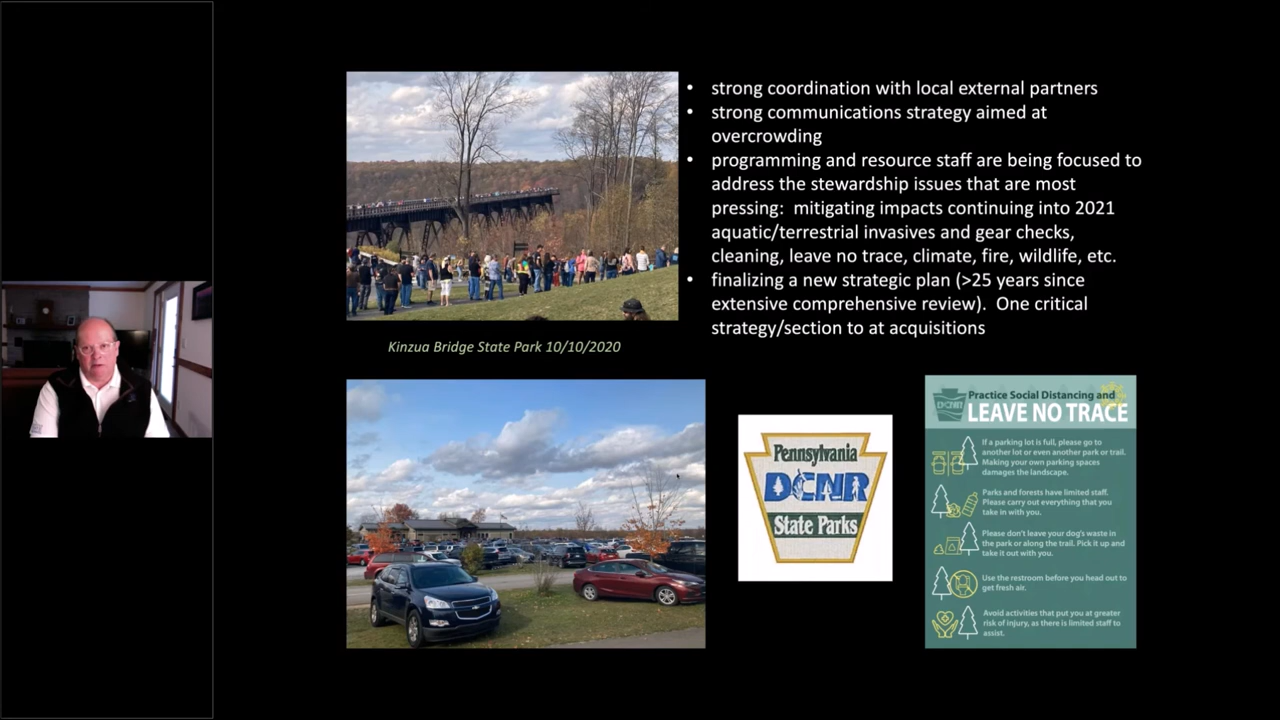 • strong coordination with local external partners
• strong communications strategy aimed at
overcrowding
• programming and resource staff are being focused to
address the stewardship issues that are most
pressing: mitigating impacts continuing into 2021
aquatic/terrestrial invasives and gear checks,
cleaning, leave no trace, climate, fire, wildlife, etc.
• finalizing a new strategic plan (>25 years since
extensive comprehensive review). One critical
strategy/section to at acquisitions
Kinzua Bridge State Park 10/10/2020
Pennsylvania
DCNR
State Parks
DCNR
Practice Social Distancing and
LEAVE NO TRACE
If a parking lot is full, please go to
another lot or even another park or trail.
Making your own parking spaces
damages the landscape.
Parks and forests have limited staff.
Please carry out everything that you
take in with you.
Please don't leave your dog's waste in
the park or along the trail. Pick it up and
take it out with you.
Use the restroom before you head out to
get fresh air.
Avoid activities that put you at greater
risk of injury, as there is limited staff to
assist.